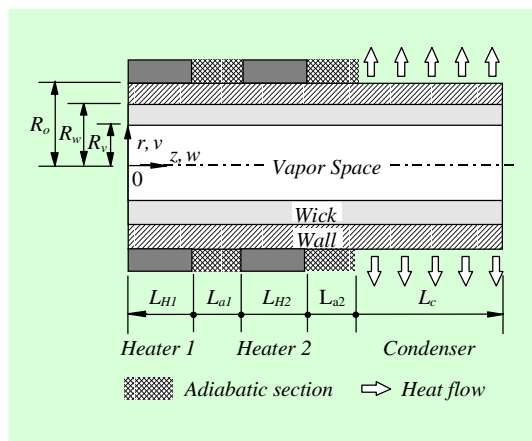 R_o
R_w
R_v
r, v
z, w
0
Vapor Space
Wick
Wall
L_H1 L_a1 L_H2 L_a2 L_c
Heater 1 Heater 2 Condenser
Adiabatic section Heat flow